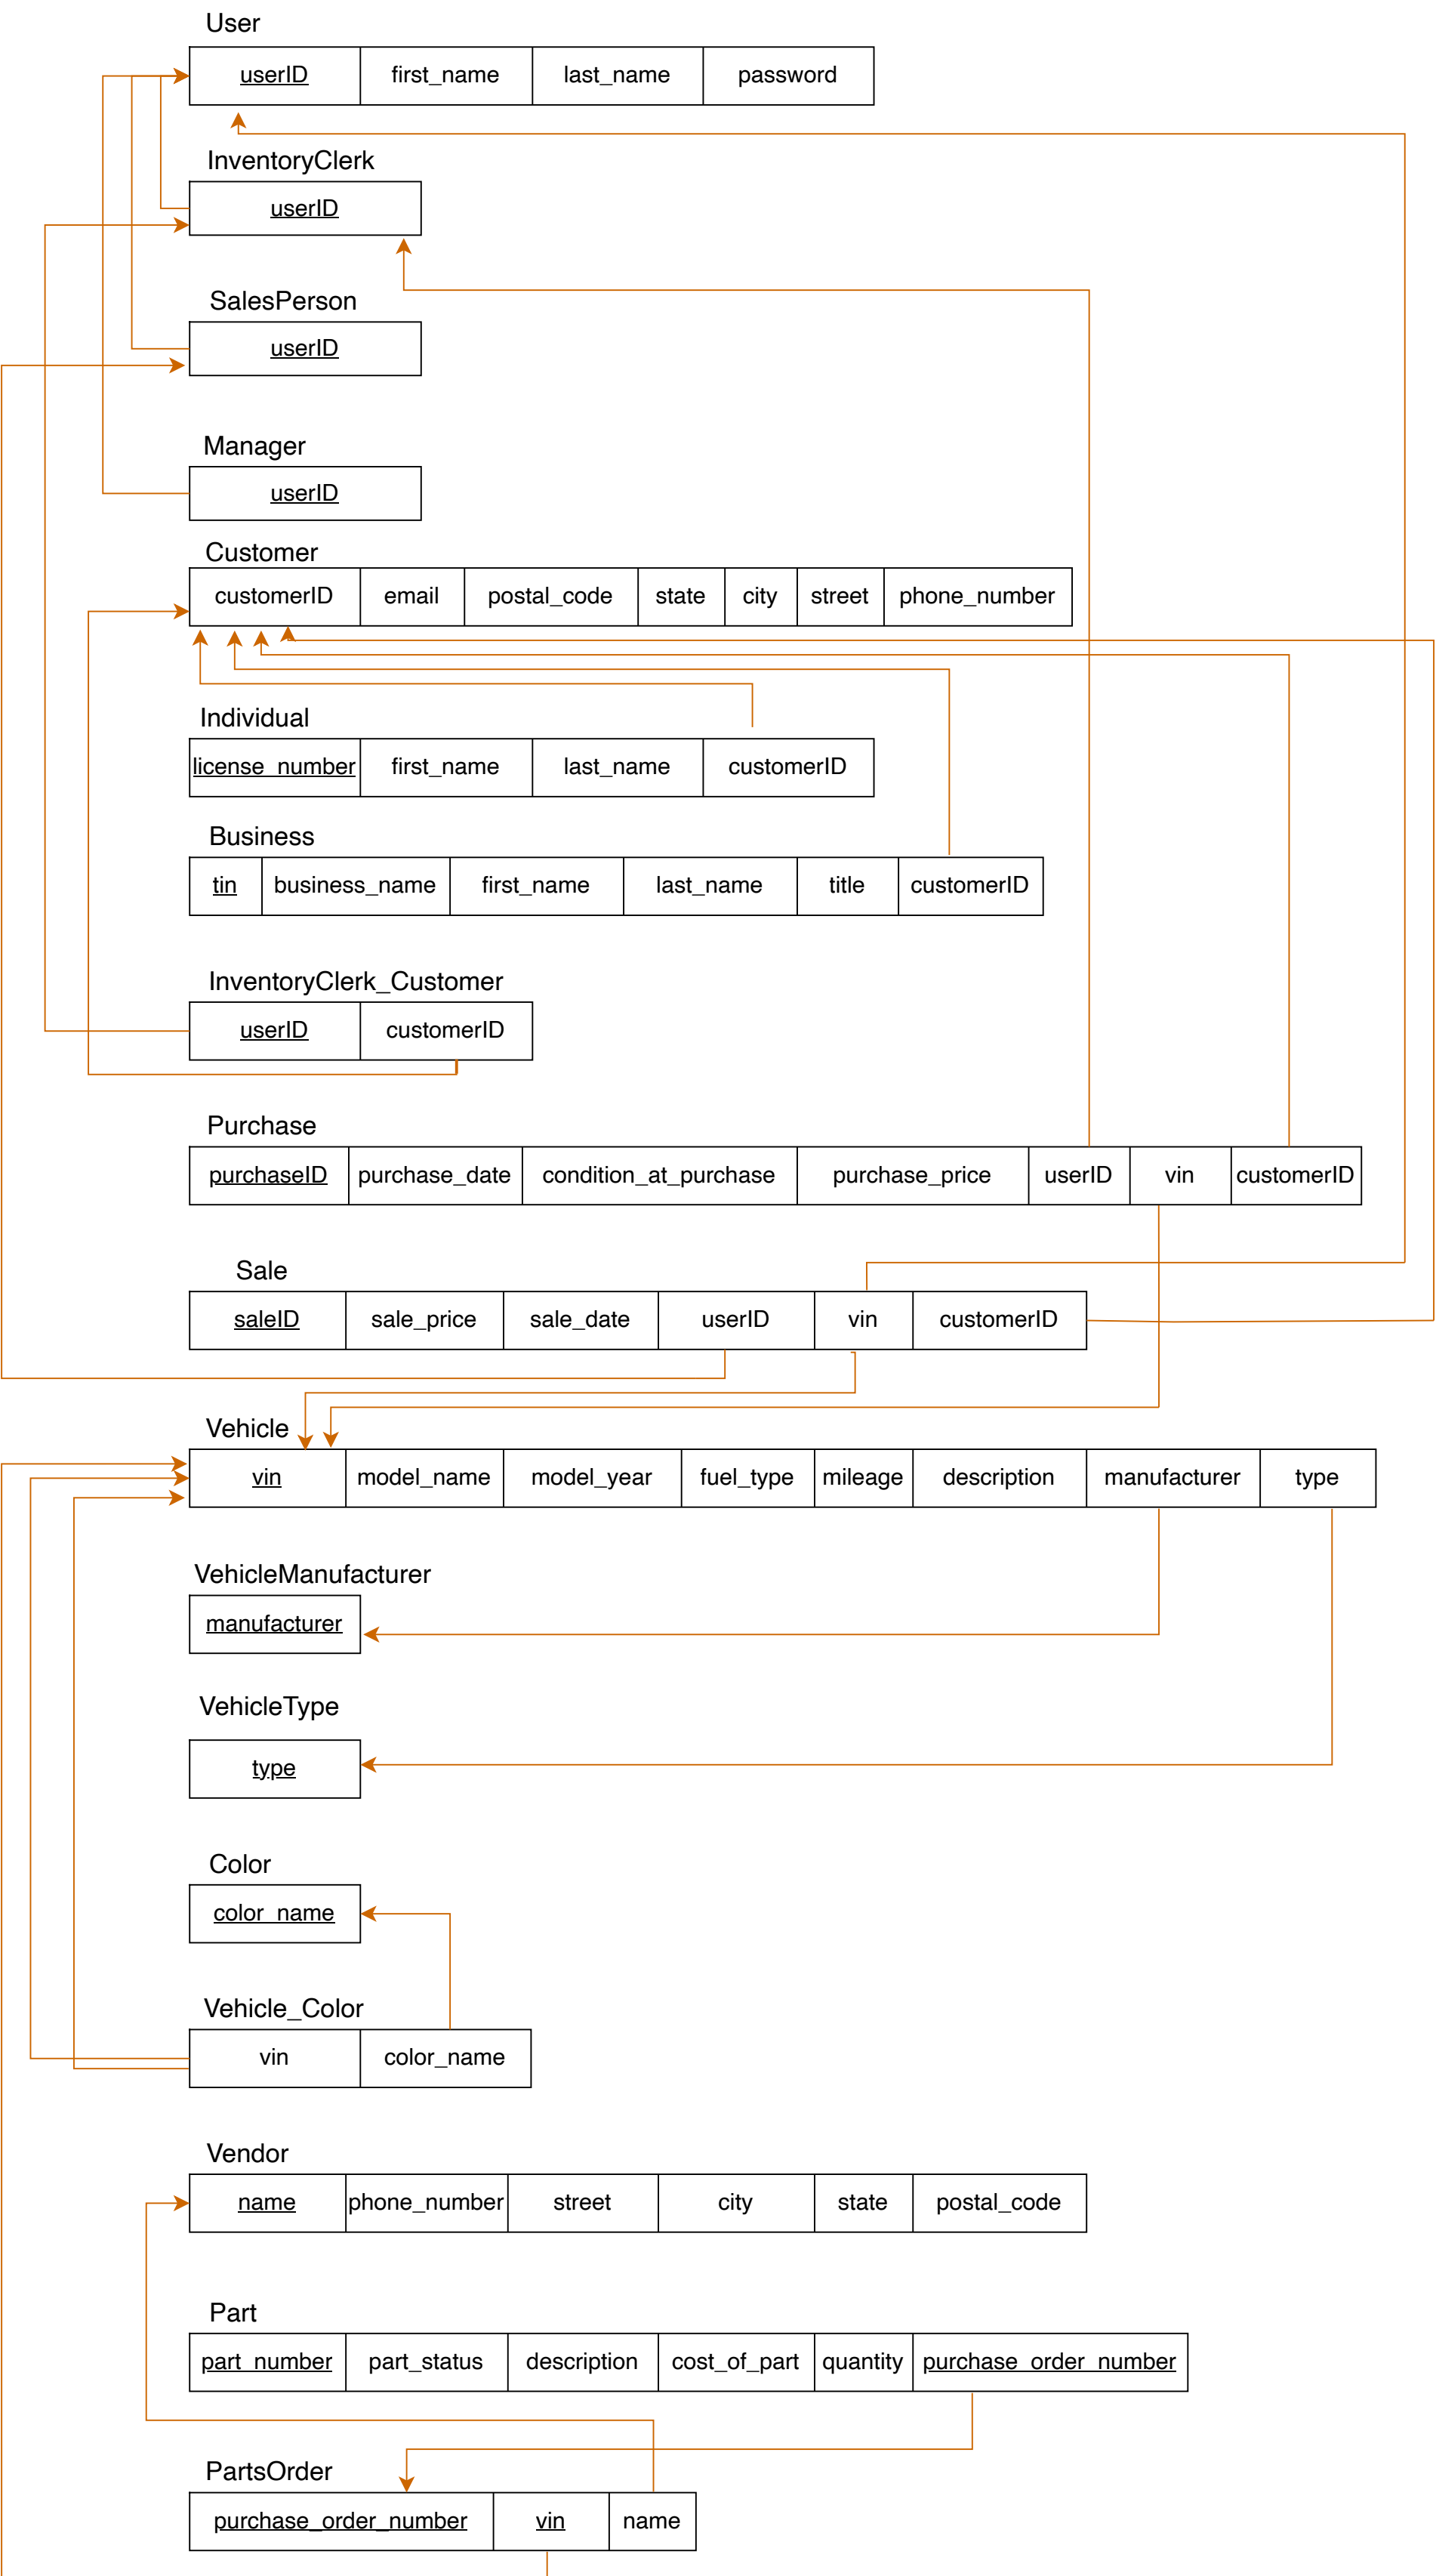 User
userID first_name last_name password
InventoryClerk
userID
SalesPerson
userID
Manager
userID
Customer
customerID email postal_code state city street phone_number
Individual
license_number first_name last_name customerID
Business
tin business_name first_name last_name title customerID
InventoryClerk_Customer
userID customerID
Purchase
purchaseID purchase_date condition_at_purchase purchase_price userID vin customerID
Sale
saleID sale_price sale_date userID vin customerID
Vehicle
vin model_name model_year fuel_type mileage description manufacturer type
VehicleManufacturer
manufacturer
VehicleType
type
Color
color_name
Vehicle_Color
vin color_name
Vendor
name phone_number street city state postal_code
Part
part_number part_status description cost_of_part quantity purchase_order_number
PartsOrder
purchase_order_number vin name